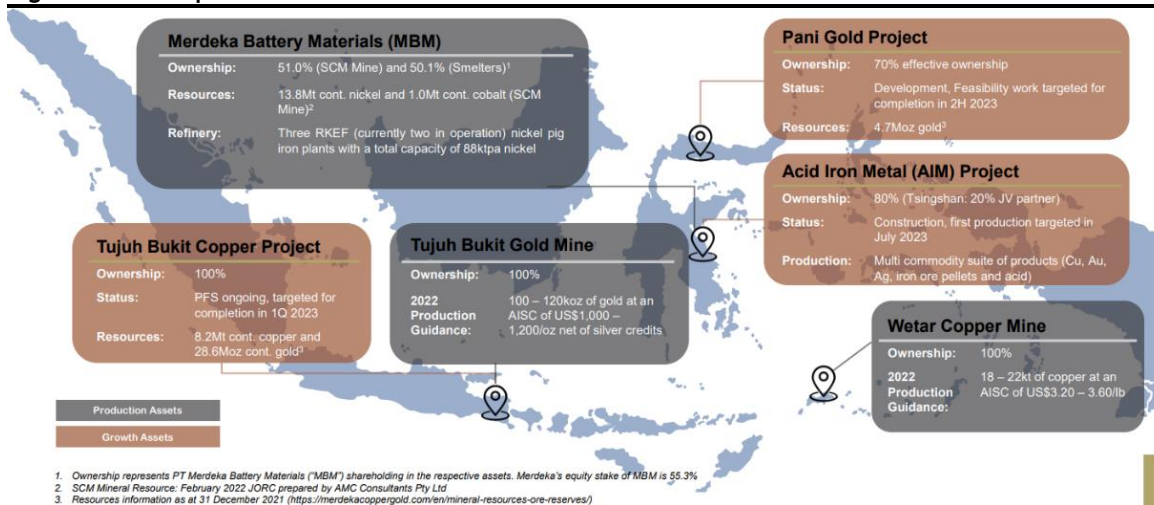 Merdeka Battery Materials (MBM)
Ownership: 51.0% (SCM Mine) and 50.1% (Smelters)¹
Resources: 13.8Mt cont. nickel and 1.0Mt cont. cobalt (SCM
Mine)²
Refinery: Three RKEF (currently two in operation) nickel pig
iron plants with a total capacity of 88ktpa nickel
Pani Gold Project
Ownership: 70% effective ownership
Status: Development, Feasibility work targeted for
completion in 2H 2023
Resources: 4.7Moz gold³
Acid Iron Metal (AIM) Project
Ownership: 80% (Tsingshan: 20% JV partner)
Status: Construction, first production targeted in
July 2023
Production: Multi commodity suite of products (Cu, Au,
Ag, iron ore pellets and acid)
Tujuh Bukit Copper Project
Ownership: 100%
Status: PFS ongoing, targeted for
completion in 1Q 2023
Resources: 8.2Mt cont. copper and
28.6Moz cont. gold³
Tujuh Bukit Gold Mine
Ownership: 100%
2022 100 – 120koz of gold at an
Production AISC of US$1,000 –
Guidance: 1,200/oz net of silver credits
Wetar Copper Mine
Ownership: 100%
2022 18 – 22kt of copper at an
Production AISC of US$3.20 – 3.60/lb
Guidance:
Production Assets
Growth Assets
1. Ownership represents PT Merdeka Battery Materials ("MBM") shareholding in the respective assets. Merdeka's equity stake of MBM is 55.3%
2. SCM Mineral Resource: February 2022 JORC prepared by AMC Consultants Pty Ltd
3. Resources information as at 31 December 2021 (https://merdekacoppergold.com/en/mineral-resources-ore-reserves/)